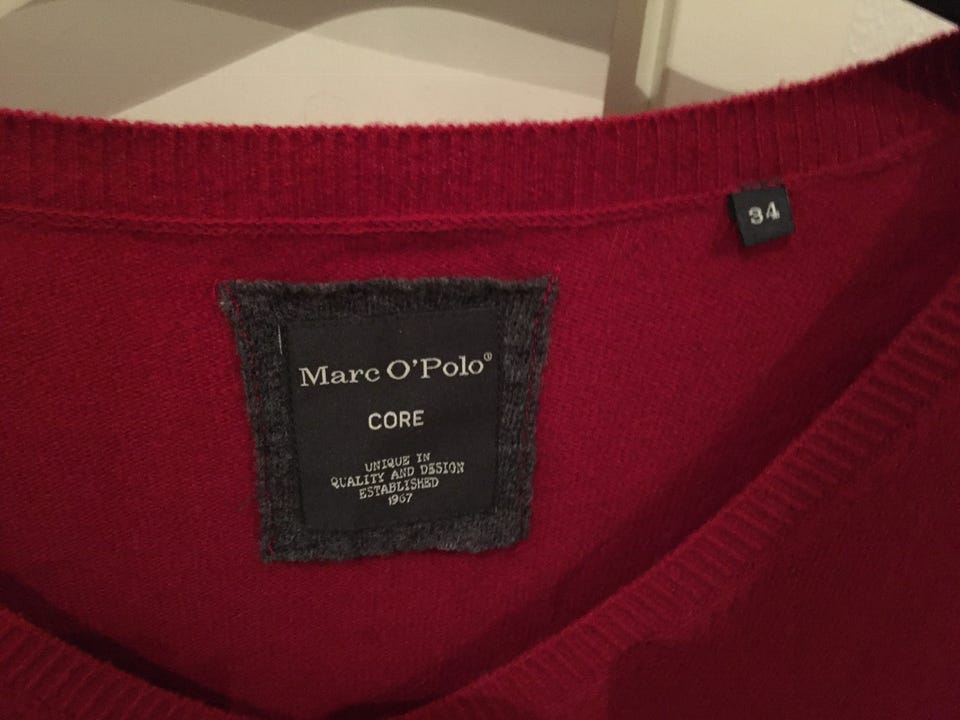 34
Marc O'Polo®
CORE
UNIQUE IN
QUALITY AND DESIGN
ESTABLISHED
1967